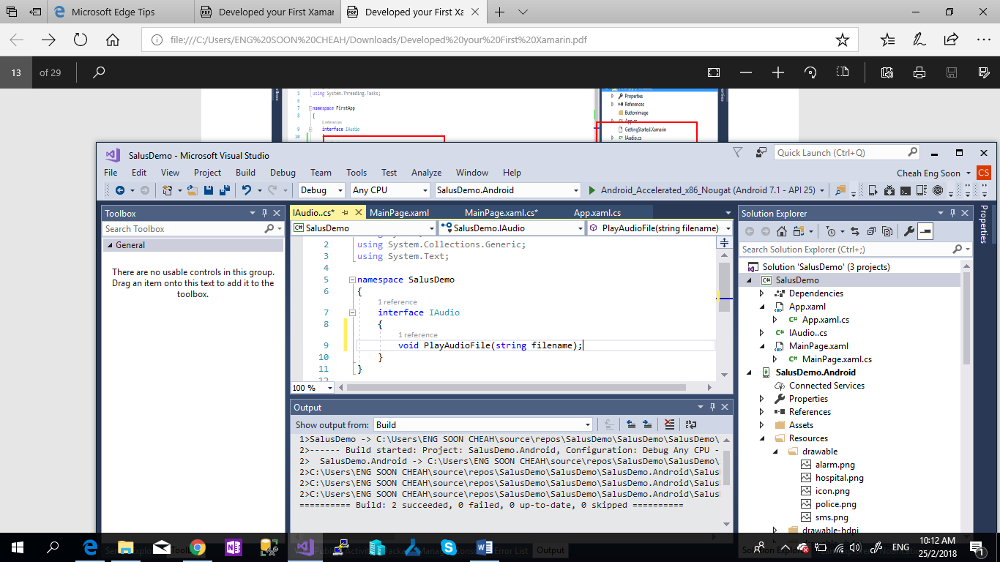 Microsoft Edge Tips
Developed your First Xamar
Developed your First Xa
file:///C:/Users/ENG%20SOON%20CHEAH/Downloads/Developed%20your%20First%20Xamarin.pdf
13 of 29
5 using System.Threading.Tasks;
6
7 namespace FirstApp
8 {
0 references
9 interface IAudio
10
Properties
References
ButtonImage
App.cs
GettingStarted.Xamarin
IAudio.cs
SalusDemo - Microsoft Visual Studio
Quick Launch (Ctrl+Q)
File Edit View Project Build Debug Team Tools Test Analyze Window Help
Cheah Eng Soon CS
Debug Any CPU SalusDemo.Android Android_Accelerated_x86_Nougat (Android 7.1 - API 25)
Toolbox
Search Toolbox
General
There are no usable controls in this group.
Drag an item onto this text to add it to the
toolbox.
IAudio..cs* MainPage.xaml MainPage.xaml.cs* App.xaml.cs
SalusDemo SalusDemo.IAudio PlayAudioFile(string filename)
2 using System.Collections.Generic;
3 using System.Text;
4
5 namespace SalusDemo
6 {
1 reference
7 interface IAudio
8 {
1 reference
9 void PlayAudioFile(string filename);
10 }
11 }
12
100 %
Output
Show output from: Build
1>SalusDemo -> C:\Users\ENG SOON CHEAH\source\repos\SalusDemo\SalusDemo\SalusDemo\
2>------ Build started: Project: SalusDemo.Android, Configuration: Debug Any CPU -
2> SalusDemo.Android -> C:\Users\ENG SOON CHEAH\source\repos\SalusDemo\SalusDemo\
2>C:\Users\ENG SOON CHEAH\source\repos\SalusDemo\SalusDemo\SalusDemo.Android\Salus
2>C:\Users\ENG SOON CHEAH\source\repos\SalusDemo\SalusDemo\SalusDemo.Android\Salus
2>C:\Users\ENG SOON CHEAH\source\repos\SalusDemo\SalusDemo\SalusDemo.Android\Salus
========== Build: 2 succeeded, 0 failed, 0 up-to-date, 0 skipped ==========
Solution Explorer
Search Solution Explorer (Ctrl+;)
Solution 'SalusDemo' (3 projects)
SalusDemo
Dependencies
App.xaml
App.xaml.cs
IAudio..cs
MainPage.xaml
MainPage.xaml.cs
SalusDemo.Android
Connected Services
Properties
References
Assets
Resources
drawable
alarm.png
hospital.png
icon.png
police.png
sms.png
drawable-hdpi
Properties
Error List Output
ENG
10:12 AM
25/2/2018
1